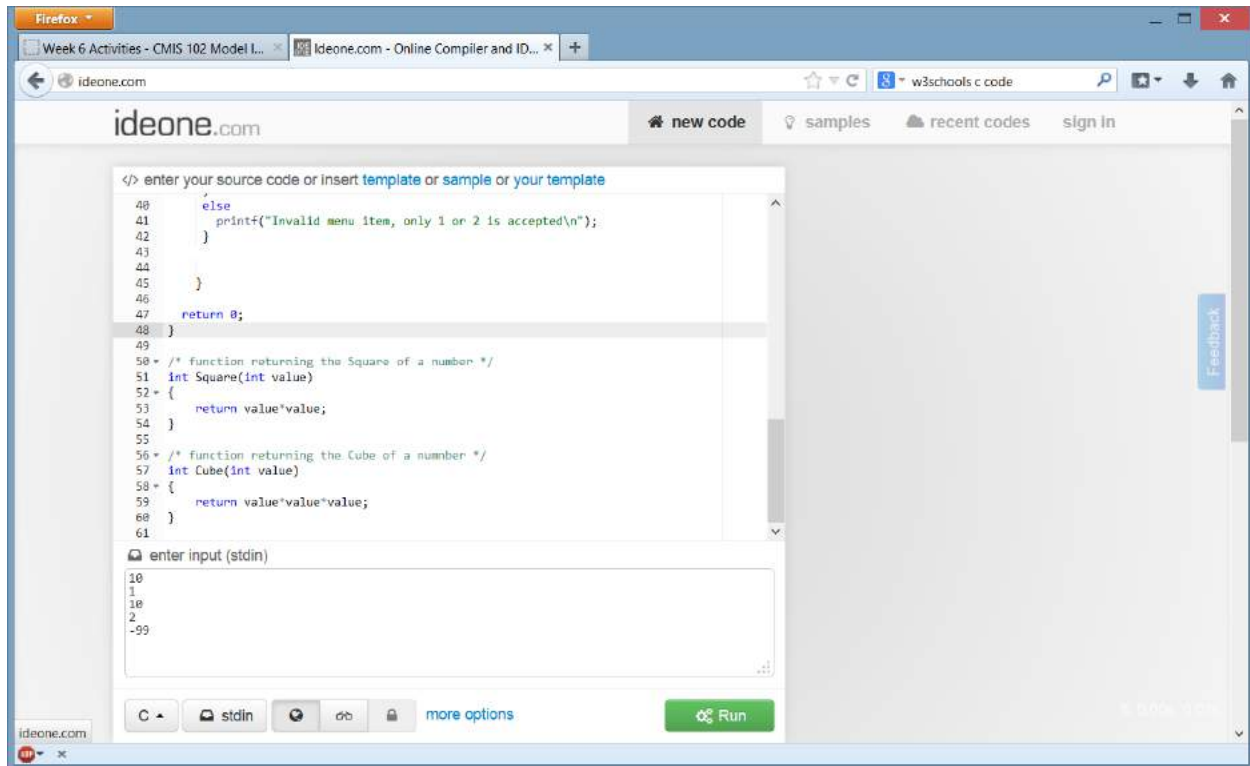 Firefox
Week 6 Activities - CMIS 102 Model I... × Ideone.com - Online Compiler and ID... × +
ideone.com w3schools c code
ideone.com new code samples recent codes sign in
</> enter your source code or insert template or sample or your template
40 else
41 printf("Invalid menu item, only 1 or 2 is accepted\n");
42 }
43
44
45 }
46
47 return 0;
48 }
49
50 /* function returning the Square of a number */
51 int Square(int value)
52 {
53 return value*value;
54 }
55
56 /* function returning the Cube of a numnber */
57 int Cube(int value)
58 {
59 return value*value*value;
60 }
61
Feedback
enter input (stdin)
10
1
10
2
-99
C stdin more options Run
ideone.com
ABP ×